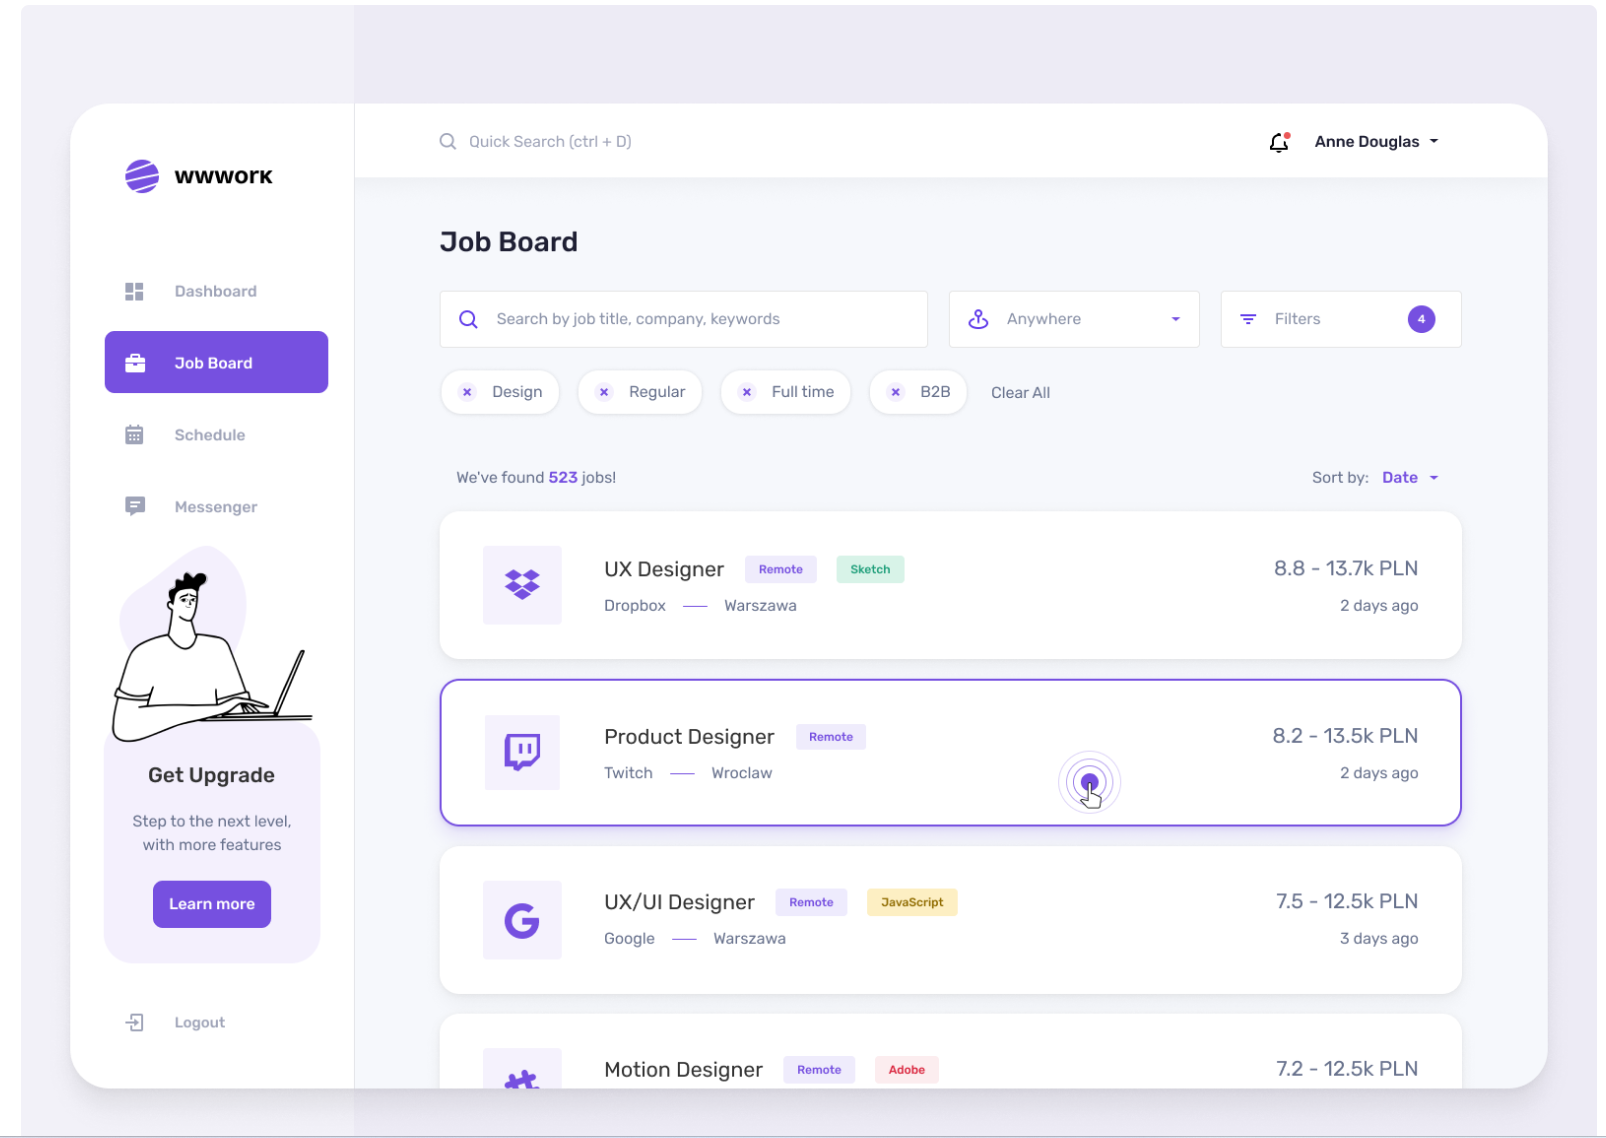 wwwork
Quick Search (ctrl + D)
Anne Douglas
Dashboard
Job Board
Schedule
Messenger
Get Upgrade
Step to the next level,
with more features
Learn more
Logout
Job Board
Search by job title, company, keywords
Anywhere
Filters 4
Design Regular Full time B2B Clear All
We've found 523 jobs!
Sort by: Date
UX Designer Remote Sketch 8.8 - 13.7k PLN
Dropbox — Warszawa 2 days ago
Product Designer Remote 8.2 - 13.5k PLN
Twitch — Wroclaw 2 days ago
UX/UI Designer Remote JavaScript 7.5 - 12.5k PLN
Google — Warszawa 3 days ago
Motion Designer Remote Adobe 7.2 - 12.5k PLN